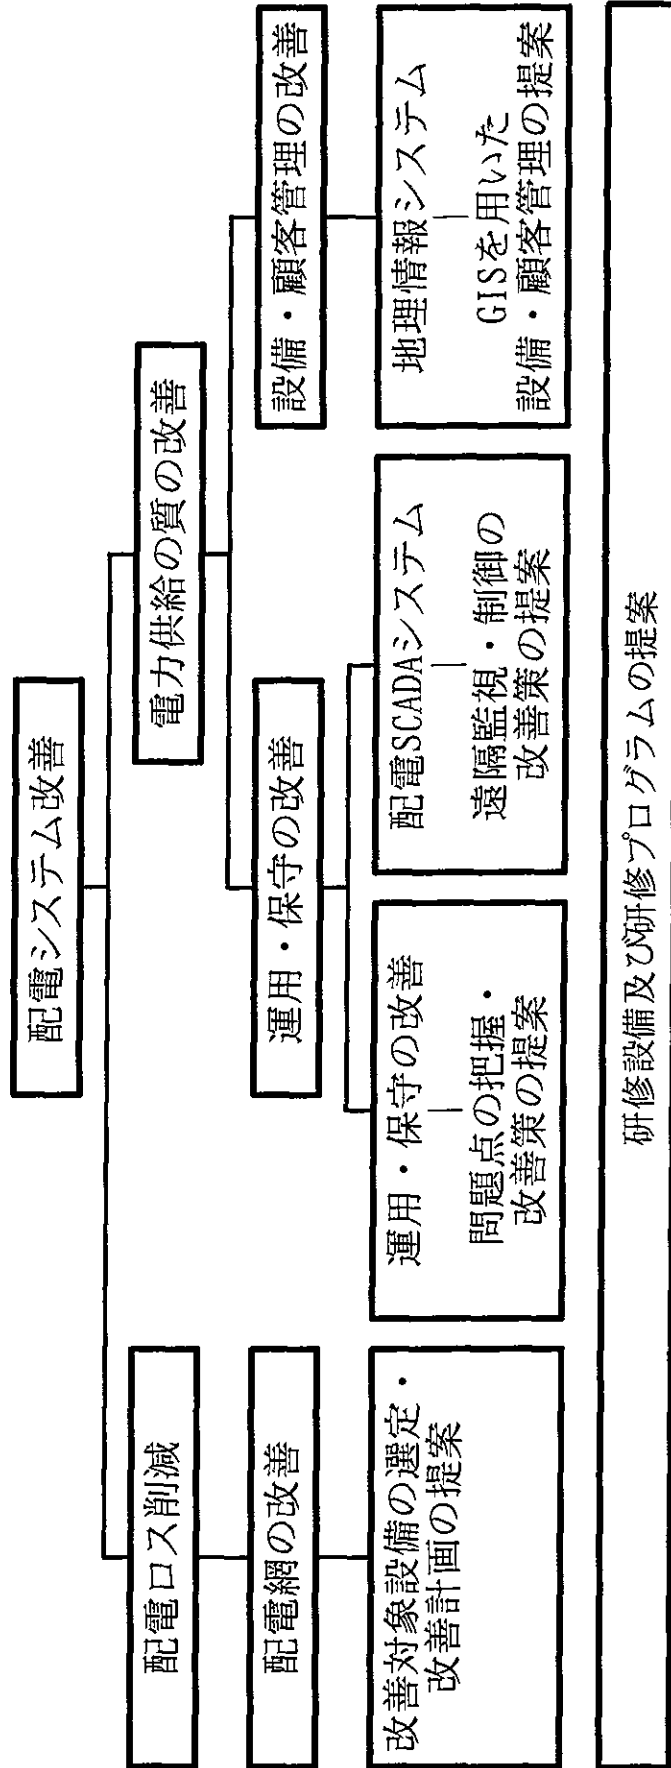 配電システム改善
配電ロス削減
電力供給の質の改善
配電網の改善
運用・保守の改善
設備・顧客管理の改善
改善対象設備の選定・
改善計画の提案
運用・保守の改善
問題点の把握・
改善策の提案
配電SCADAシステム
遠隔監視・制御の
改善策の提案
地理情報システム
GISを用いた
設備・顧客管理の提案
研修設備及び研修プログラムの提案